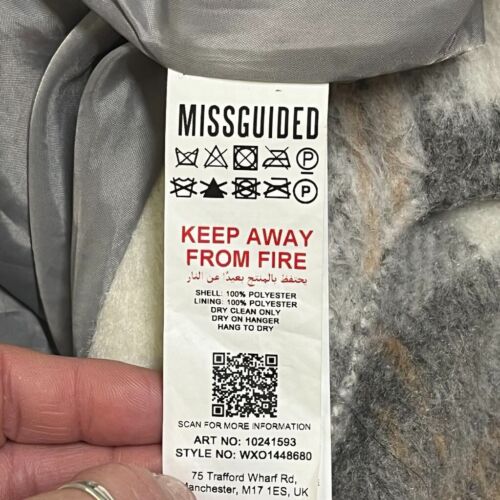 MISSGUIDED
P
P
KEEP AWAY
FROM FIRE
يحتفظ بالمنتج بعيدًا عن النار
SHELL: 100% POLYESTER
LINING: 100% POLYESTER
DRY CLEAN ONLY
DRY ON HANGER
HANG TO DRY
SCAN FOR MORE INFORMATION
ART NO: 10241593
STYLE NO: WXO1448680
75 Trafford Wharf Rd,
Manchester, M17 1ES, UK